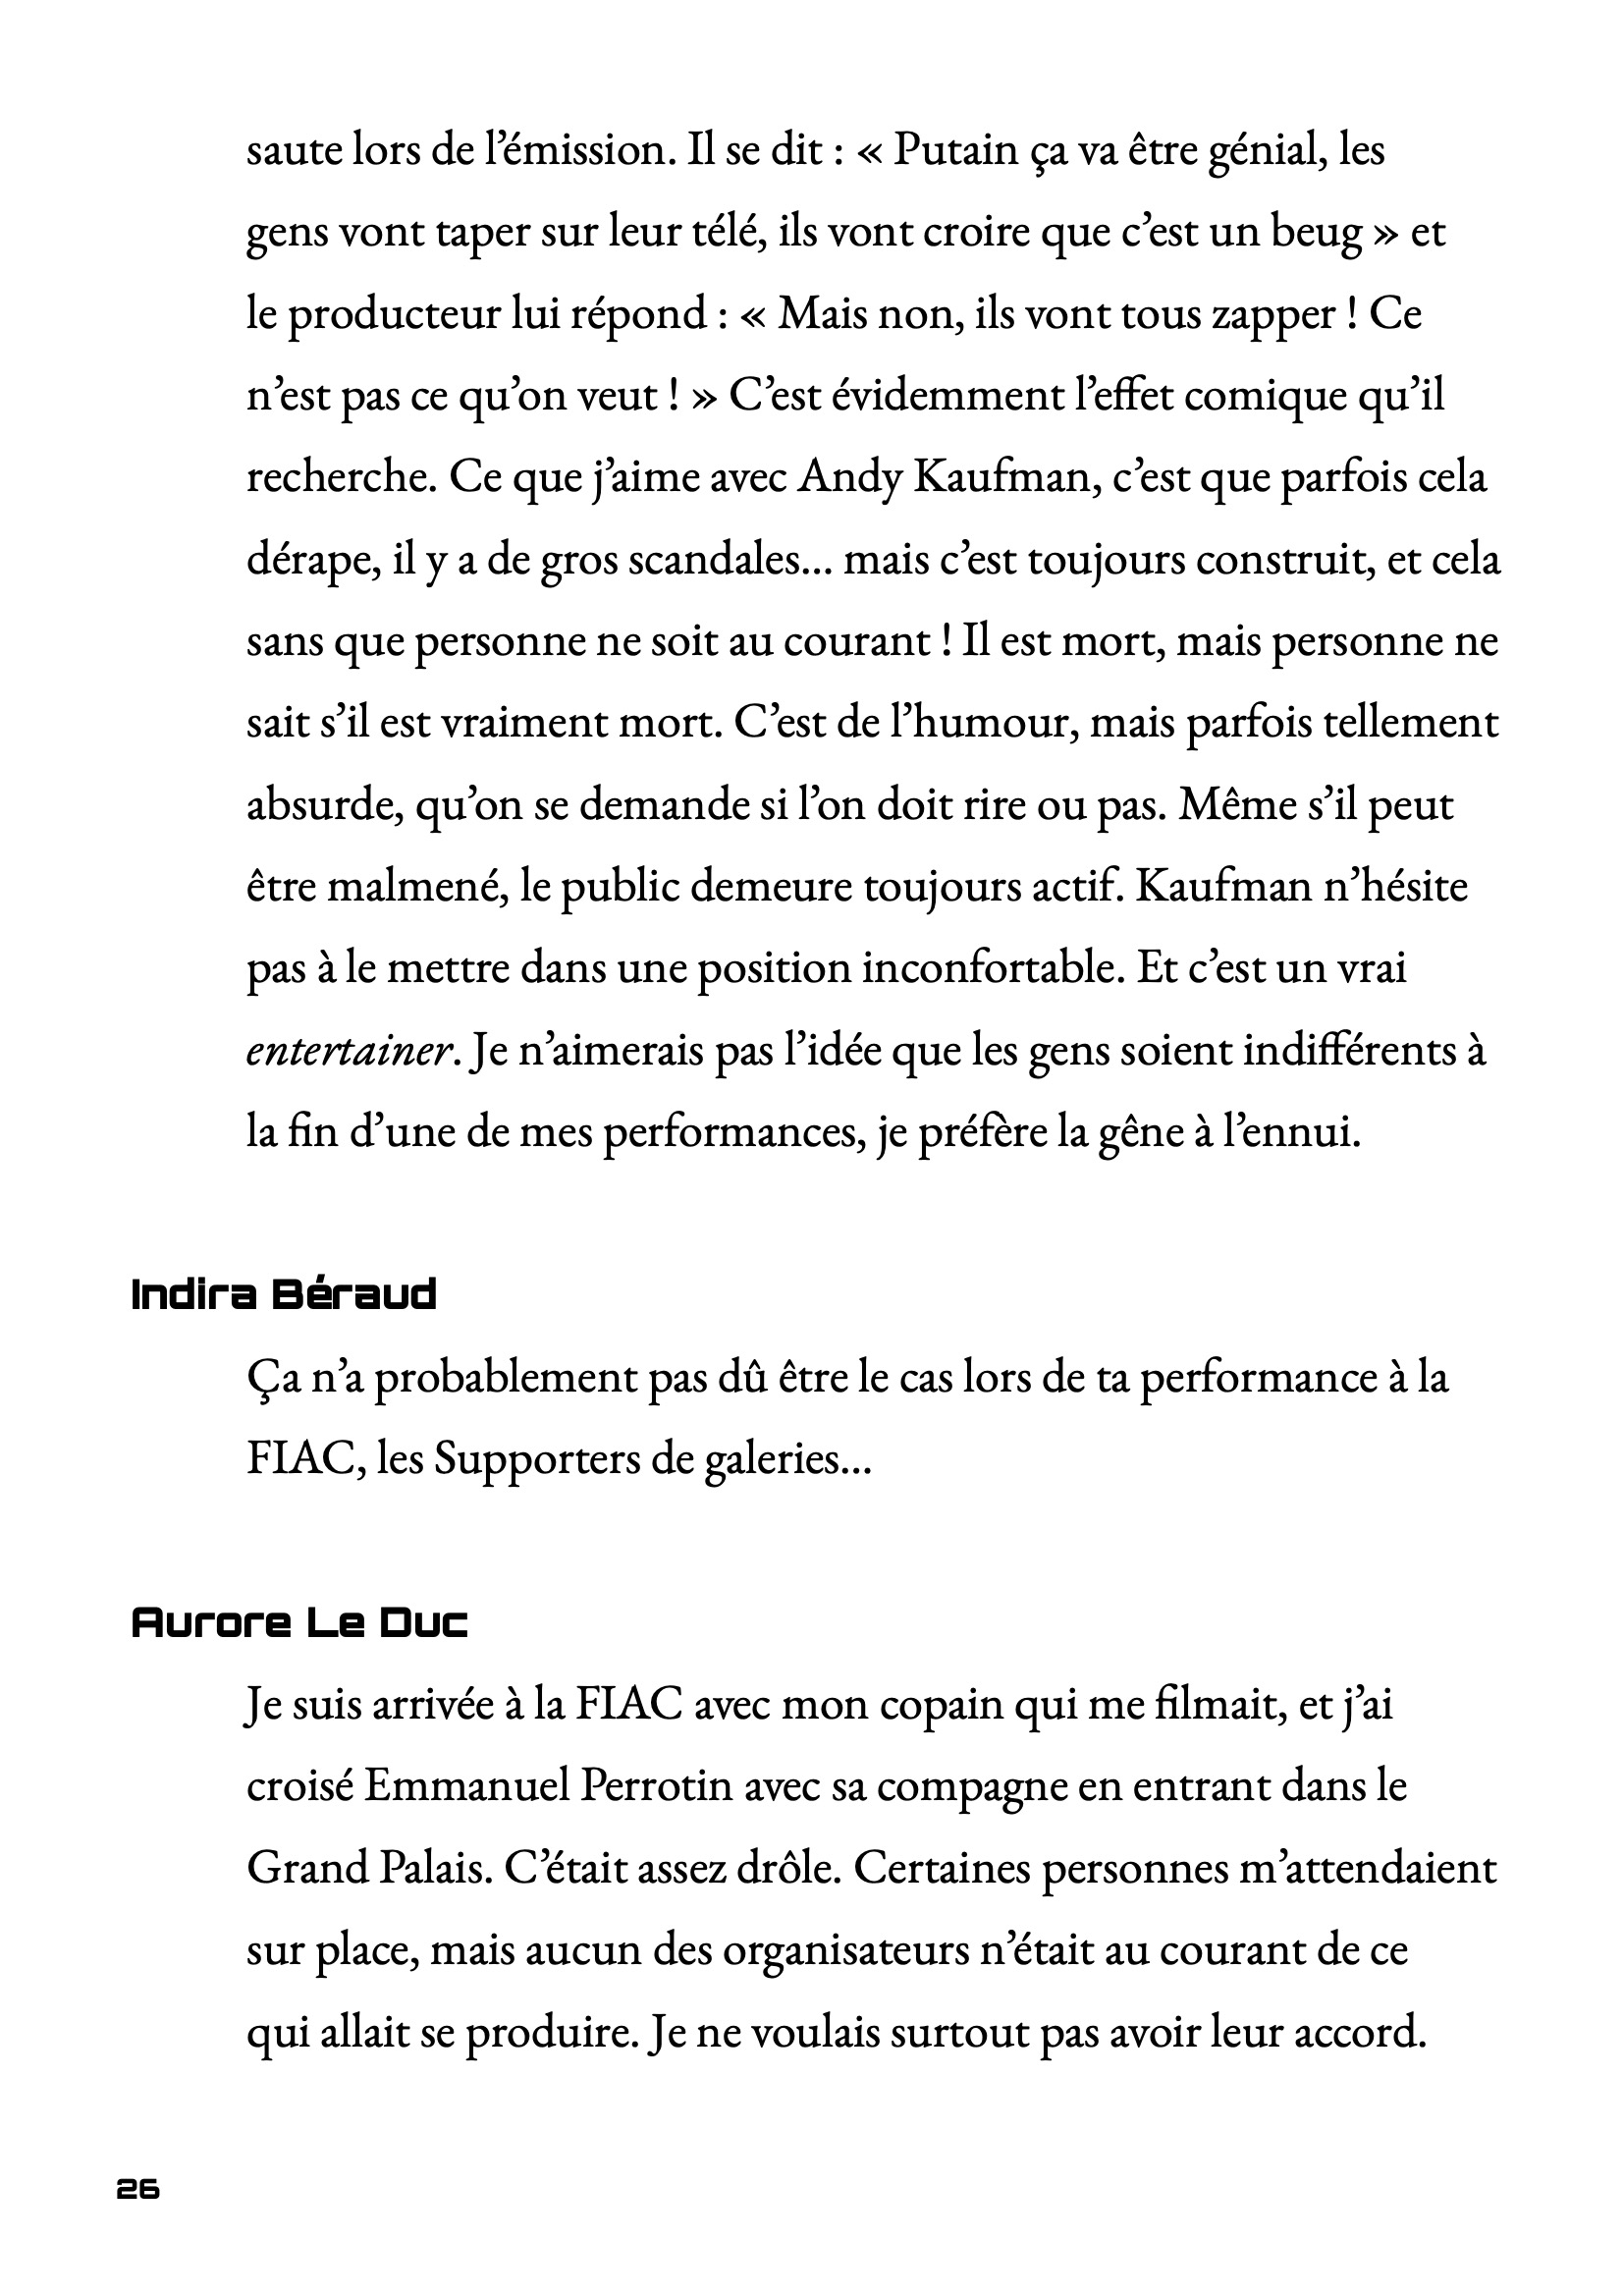 saute lors de l’émission. Il se dit : « Putain ça va être génial, les
gens vont taper sur leur télé, ils vont croire que c’est un beug » et
le producteur lui répond : « Mais non, ils vont tous zapper ! Ce
n’est pas ce qu’on veut ! » C’est évidemment l’effet comique qu’il
recherche. Ce que j’aime avec Andy Kaufman, c’est que parfois cela
dérape, il y a de gros scandales... mais c’est toujours construit, et cela
sans que personne ne soit au courant ! Il est mort, mais personne ne
sait s’il est vraiment mort. C’est de l’humour, mais parfois tellement
absurde, qu’on se demande si l’on doit rire ou pas. Même s’il peut
être malmené, le public demeure toujours actif. Kaufman n’hésite
pas à le mettre dans une position inconfortable. Et c’est un vrai
entertainer. Je n’aimerais pas l’idée que les gens soient indifférents à
la fin d’une de mes performances, je préfère la gêne à l’ennui.
Indira Béraud
Ça n’a probablement pas dû être le cas lors de ta performance à la
FIAC, les Supporters de galeries...
Aurore Le Duc
Je suis arrivée à la FIAC avec mon copain qui me filmait, et j’ai
croisé Emmanuel Perrotin avec sa compagne en entrant dans le
Grand Palais. C’était assez drôle. Certaines personnes m’attendaient
sur place, mais aucun des organisateurs n’était au courant de ce
qui allait se produire. Je ne voulais surtout pas avoir leur accord.
26